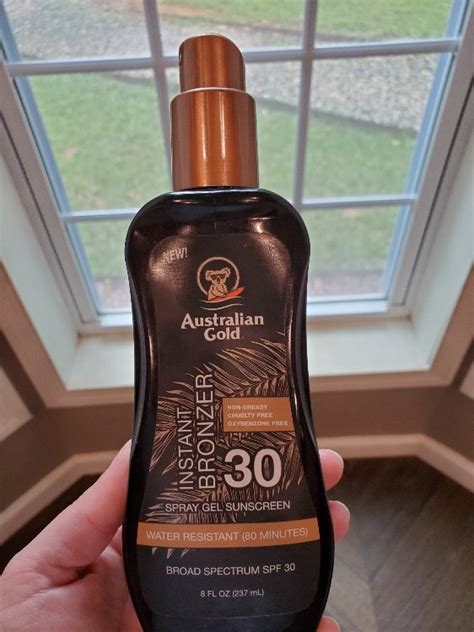 NEW!
Australian
Gold®
INSTANT
BRONZER
NON-GREASY
CRUELTY FREE
OXYBENZONE FREE
30
SPRAY GEL SUNSCREEN
WATER RESISTANT (80 MINUTES)
BROAD SPECTRUM SPF 30
8 FL OZ (237 mL)